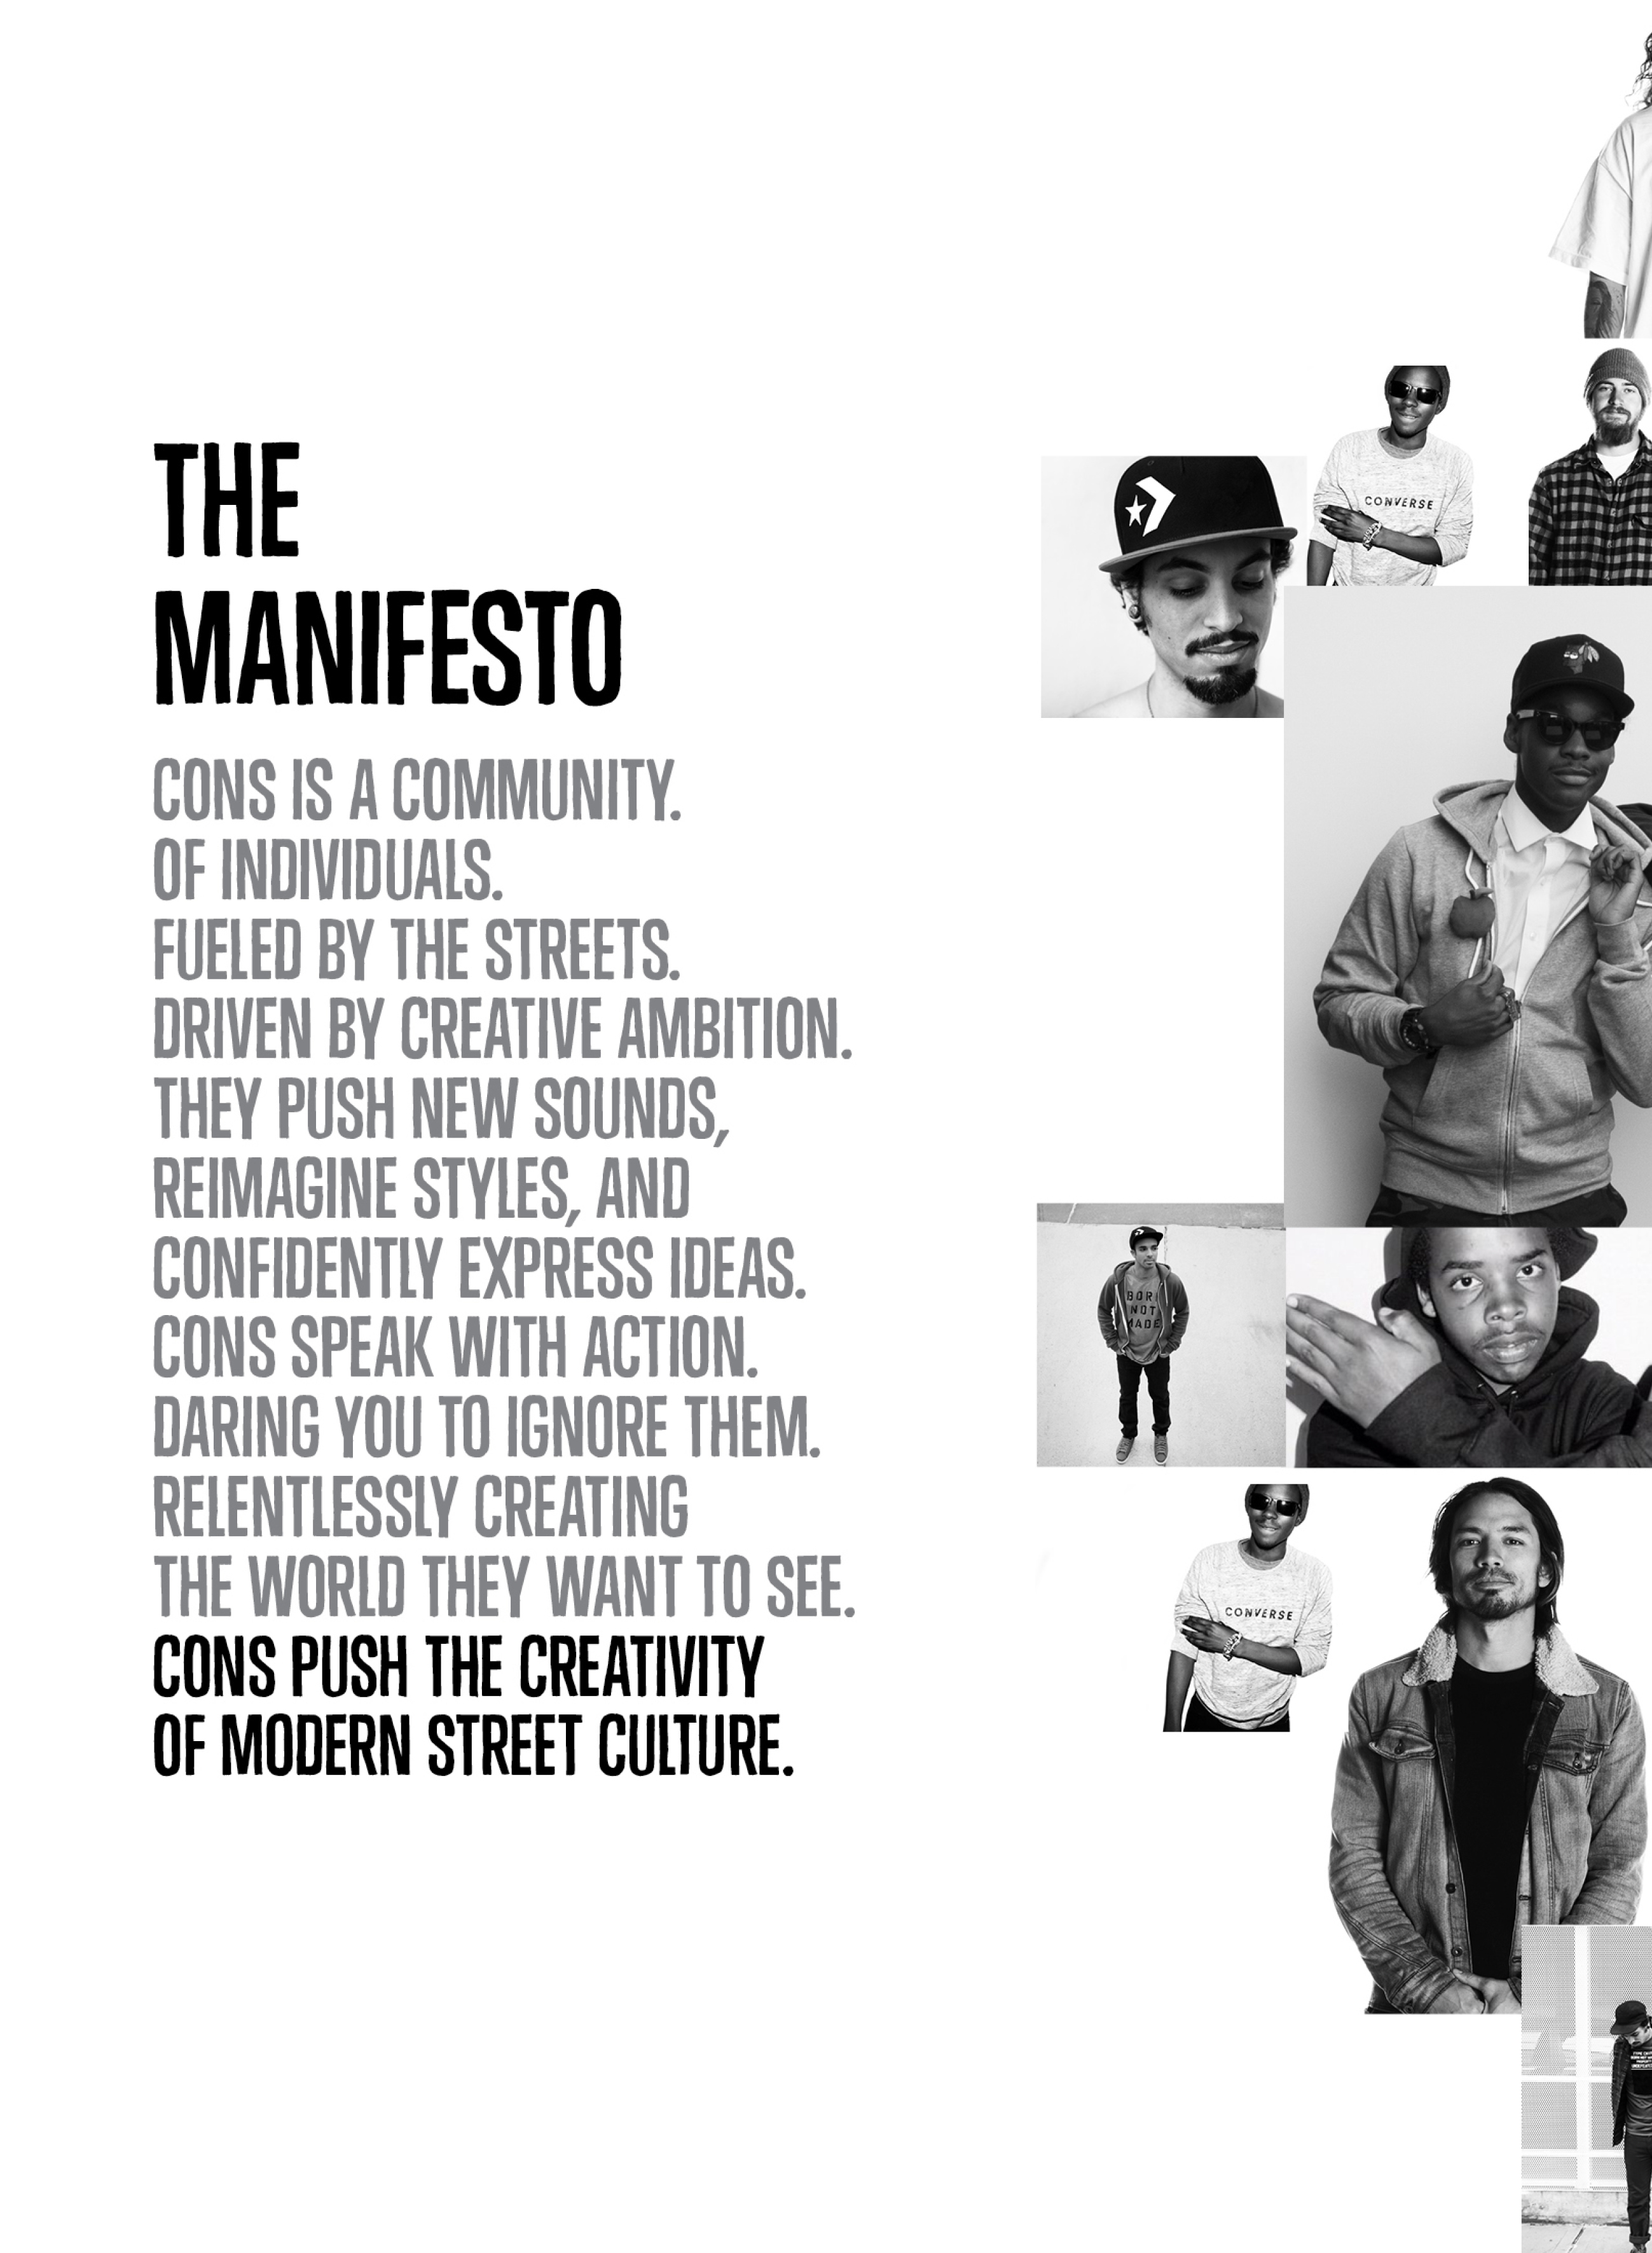 THE
MANIFESTO
CONS IS A COMMUNITY.
OF INDIVIDUALS.
FUELED BY THE STREETS.
DRIVEN BY CREATIVE AMBITION.
THEY PUSH NEW SOUNDS,
REIMAGINE STYLES, AND
CONFIDENTLY EXPRESS IDEAS.
CONS SPEAK WITH ACTION.
DARING YOU TO IGNORE THEM.
RELENTLESSLY CREATING
THE WORLD THEY WANT TO SEE.
CONS PUSH THE CREATIVITY
OF MODERN STREET CULTURE.
CONVERSE
BOR
NOT
MADE
CONVERSE